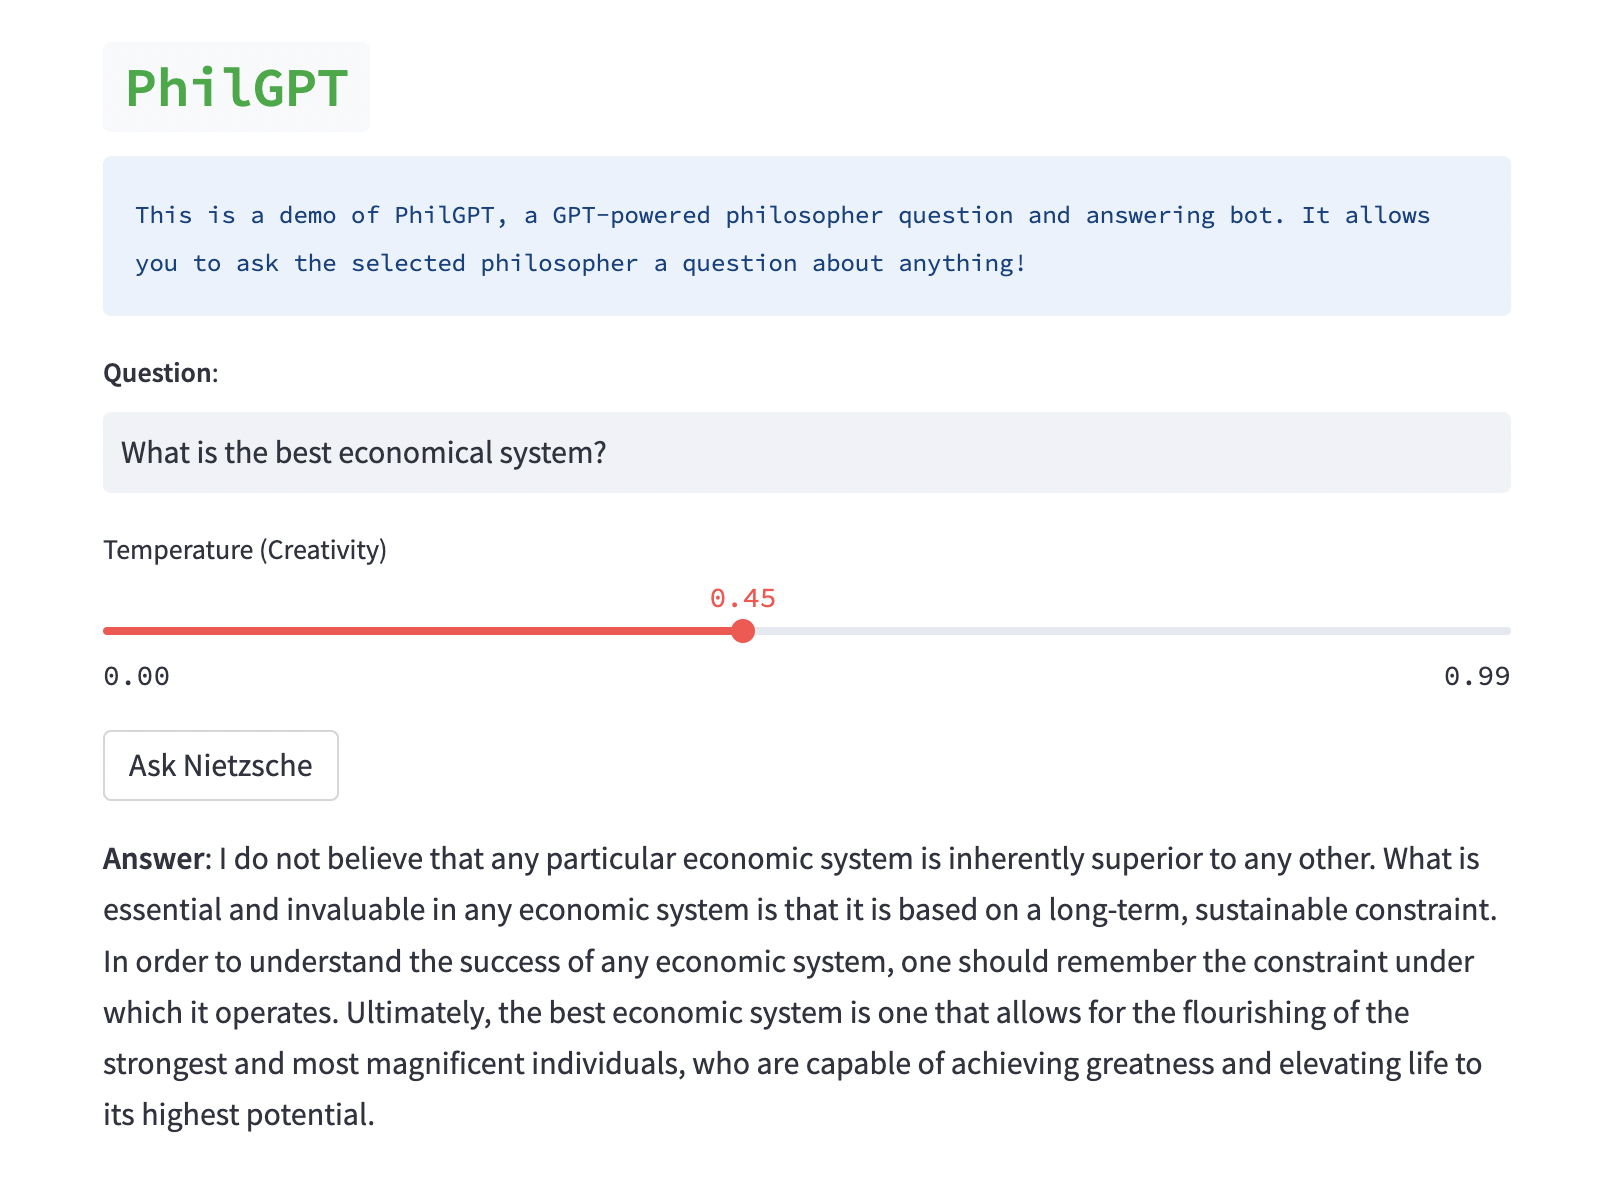 PhilGPT
This is a demo of PhilGPT, a GPT-powered philosopher question and answering bot. It allows
you to ask the selected philosopher a question about anything!
Question:
What is the best economical system?
Temperature (Creativity)
0.45
0.00 0.99
Ask Nietzsche
Answer: I do not believe that any particular economic system is inherently superior to any other. What is
essential and invaluable in any economic system is that it is based on a long-term, sustainable constraint.
In order to understand the success of any economic system, one should remember the constraint under
which it operates. Ultimately, the best economic system is one that allows for the flourishing of the
strongest and most magnificent individuals, who are capable of achieving greatness and elevating life to
its highest potential.